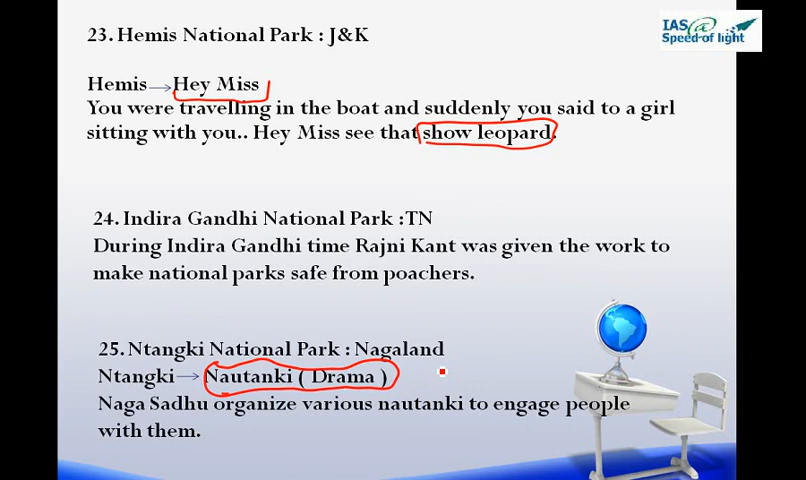 23. Hemis National Park : J&K
IAS@
Speed of light
Hemis→Hey Miss
You were travelling in the boat and suddenly you said to a girl
sitting with you.. Hey Miss see that show leopard.
24. Indira Gandhi National Park :TN
During Indira Gandhi time Rajni Kant was given the work to
make national parks safe from poachers.
25. Ntangki National Park : Nagaland
Ntangki→ Nautanki ( Drama )
Naga Sadhu organize various nautanki to engage people
with them.